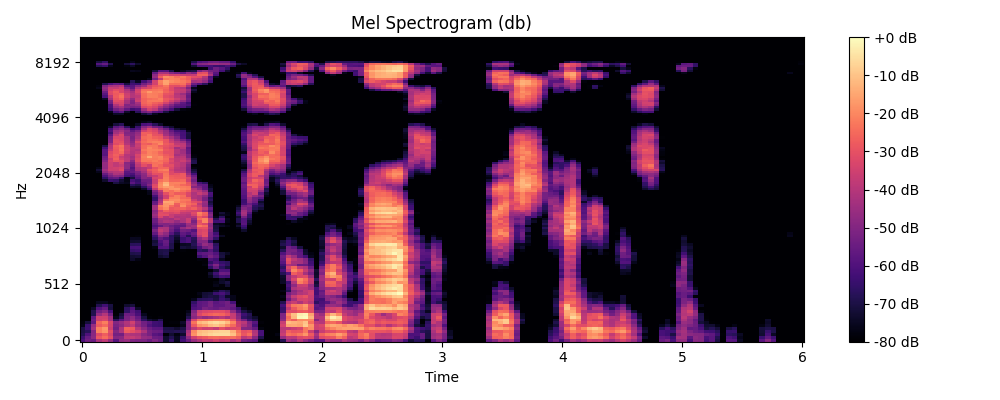 Mel Spectrogram (db)
Hz
8192
4096
2048
1024
512
0
0 1 2 3 4 5 6
Time
+0 dB
-10 dB
-20 dB
-30 dB
-40 dB
-50 dB
-60 dB
-70 dB
-80 dB